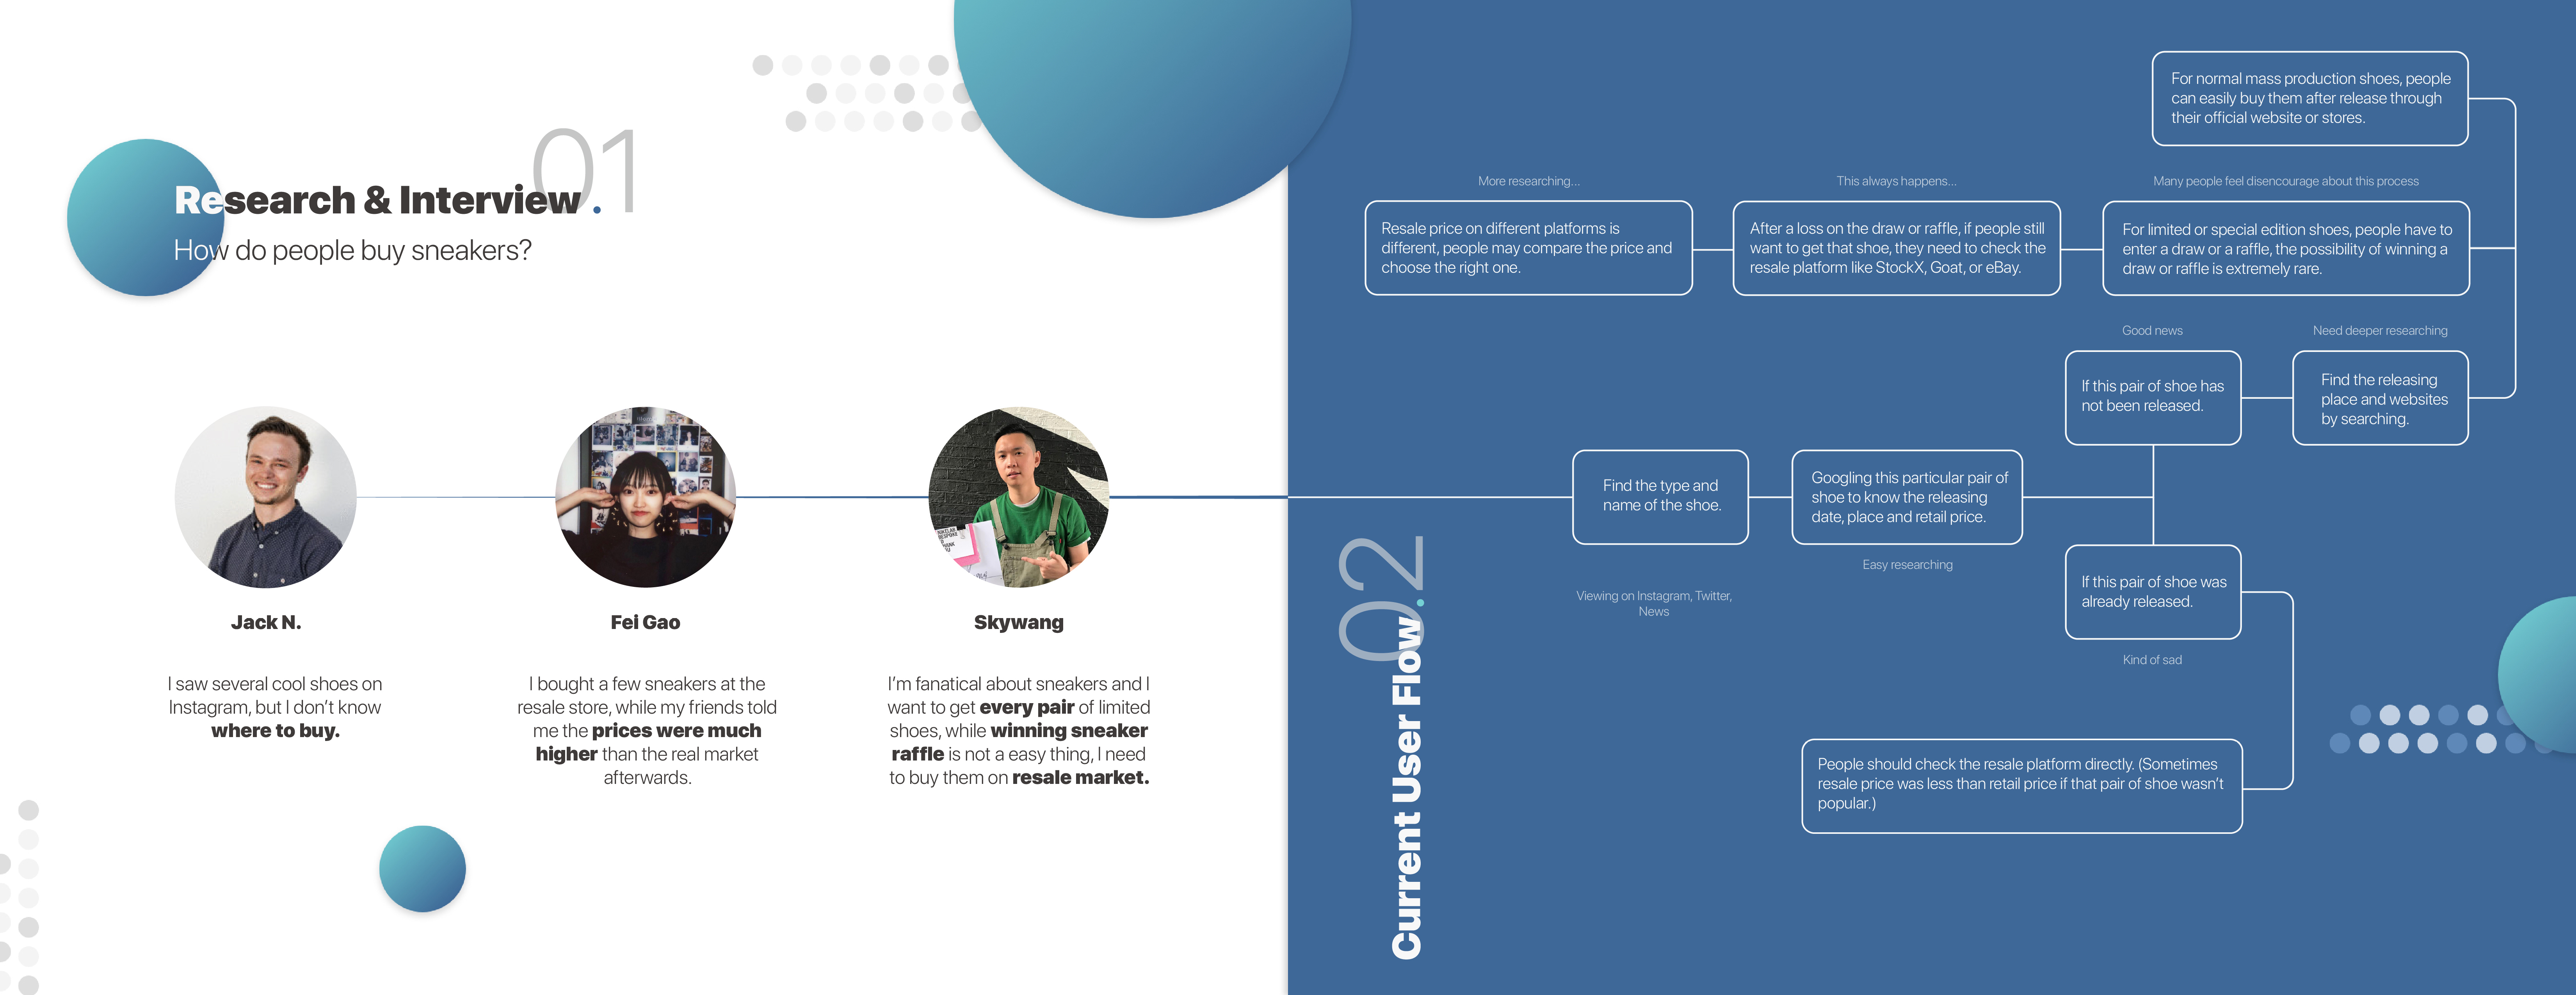 01
Research & Interview .
How do people buy sneakers?
Jack N.
I saw several cool shoes on
Instagram, but I don't know
where to buy.
Fei Gao
I bought a few sneakers at the
resale store, while my friends told
me the prices were much
higher than the real market
afterwards.
Skywang
I'm fanatical about sneakers and I
want to get every pair of limited
shoes, while winning sneaker
raffle is not a easy thing, I need
to buy them on resale market.
02
Current User Flow.
Find the type and
name of the shoe.
Viewing on Instagram, Twitter,
News
Googling this particular pair of
shoe to know the releasing
date, place and retail price.
Easy researching
Good news
If this pair of shoe has
not been released.
Need deeper researching
Find the releasing
place and websites
by searching.
For normal mass production shoes, people
can easily buy them after release through
their official website or stores.
Many people feel disencourage about this process
For limited or special edition shoes, people have to
enter a draw or a raffle, the possibility of winning a
draw or raffle is extremely rare.
This always happens...
After a loss on the draw or raffle, if people still
want to get that shoe, they need to check the
resale platform like StockX, Goat, or eBay.
More researching...
Resale price on different platforms is
different, people may compare the price and
choose the right one.
If this pair of shoe was
already released.
Kind of sad
People should check the resale platform directly. (Sometimes
resale price was less than retail price if that pair of shoe wasn't
popular.)